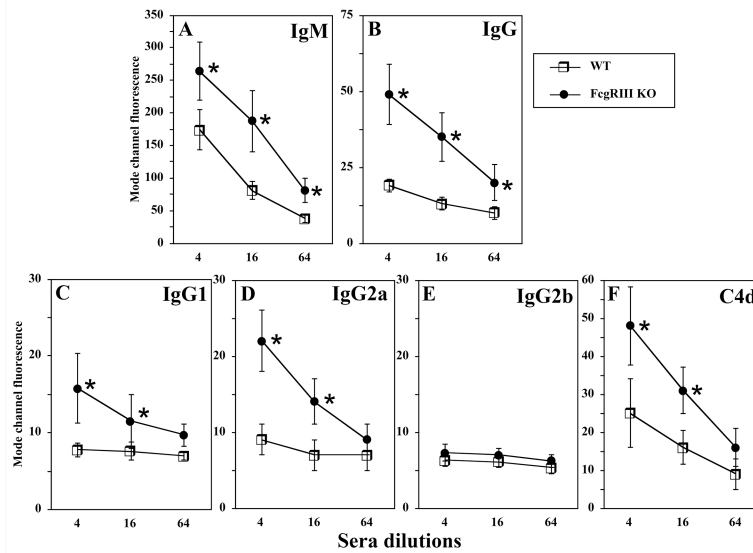 A IgM
350
300
250
200
150
100
50
0
Mode channel fluorescence
* * *
4 16 64
B IgG
75
50
25
0
* * *
4 16 64
WT
FcgRIII KO
C IgG1
30
20
10
0
Mode channel fluorescence
* *
4 16 64
D IgG2a
30
20
10
0
* *
4 16 64
E IgG2b
30
20
10
0
4 16 64
F C4d
60
50
40
30
20
10
0
* *
4 16 64
Sera dilutions